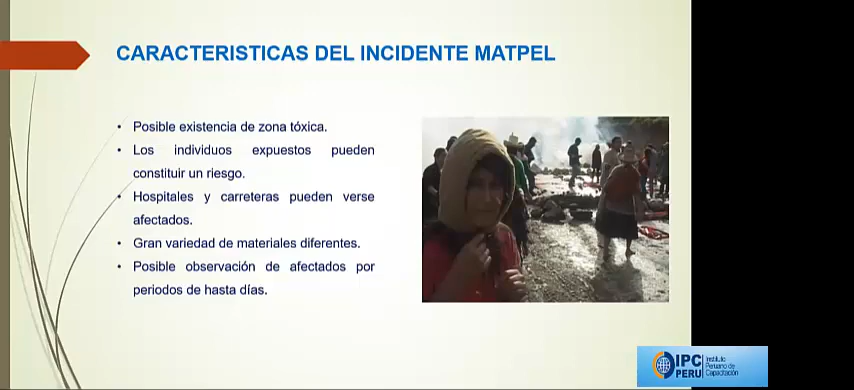 CARACTERISTICAS DEL INCIDENTE MATPEL
• Posible existencia de zona tóxica.
• Los individuos expuestos pueden
constituir un riesgo.
• Hospitales y carreteras pueden verse
afectados.
• Gran variedad de materiales diferentes.
• Posible observación de afectados por
periodos de hasta días.
IPC
PERU
Instituto
Peruano de
Capacitación